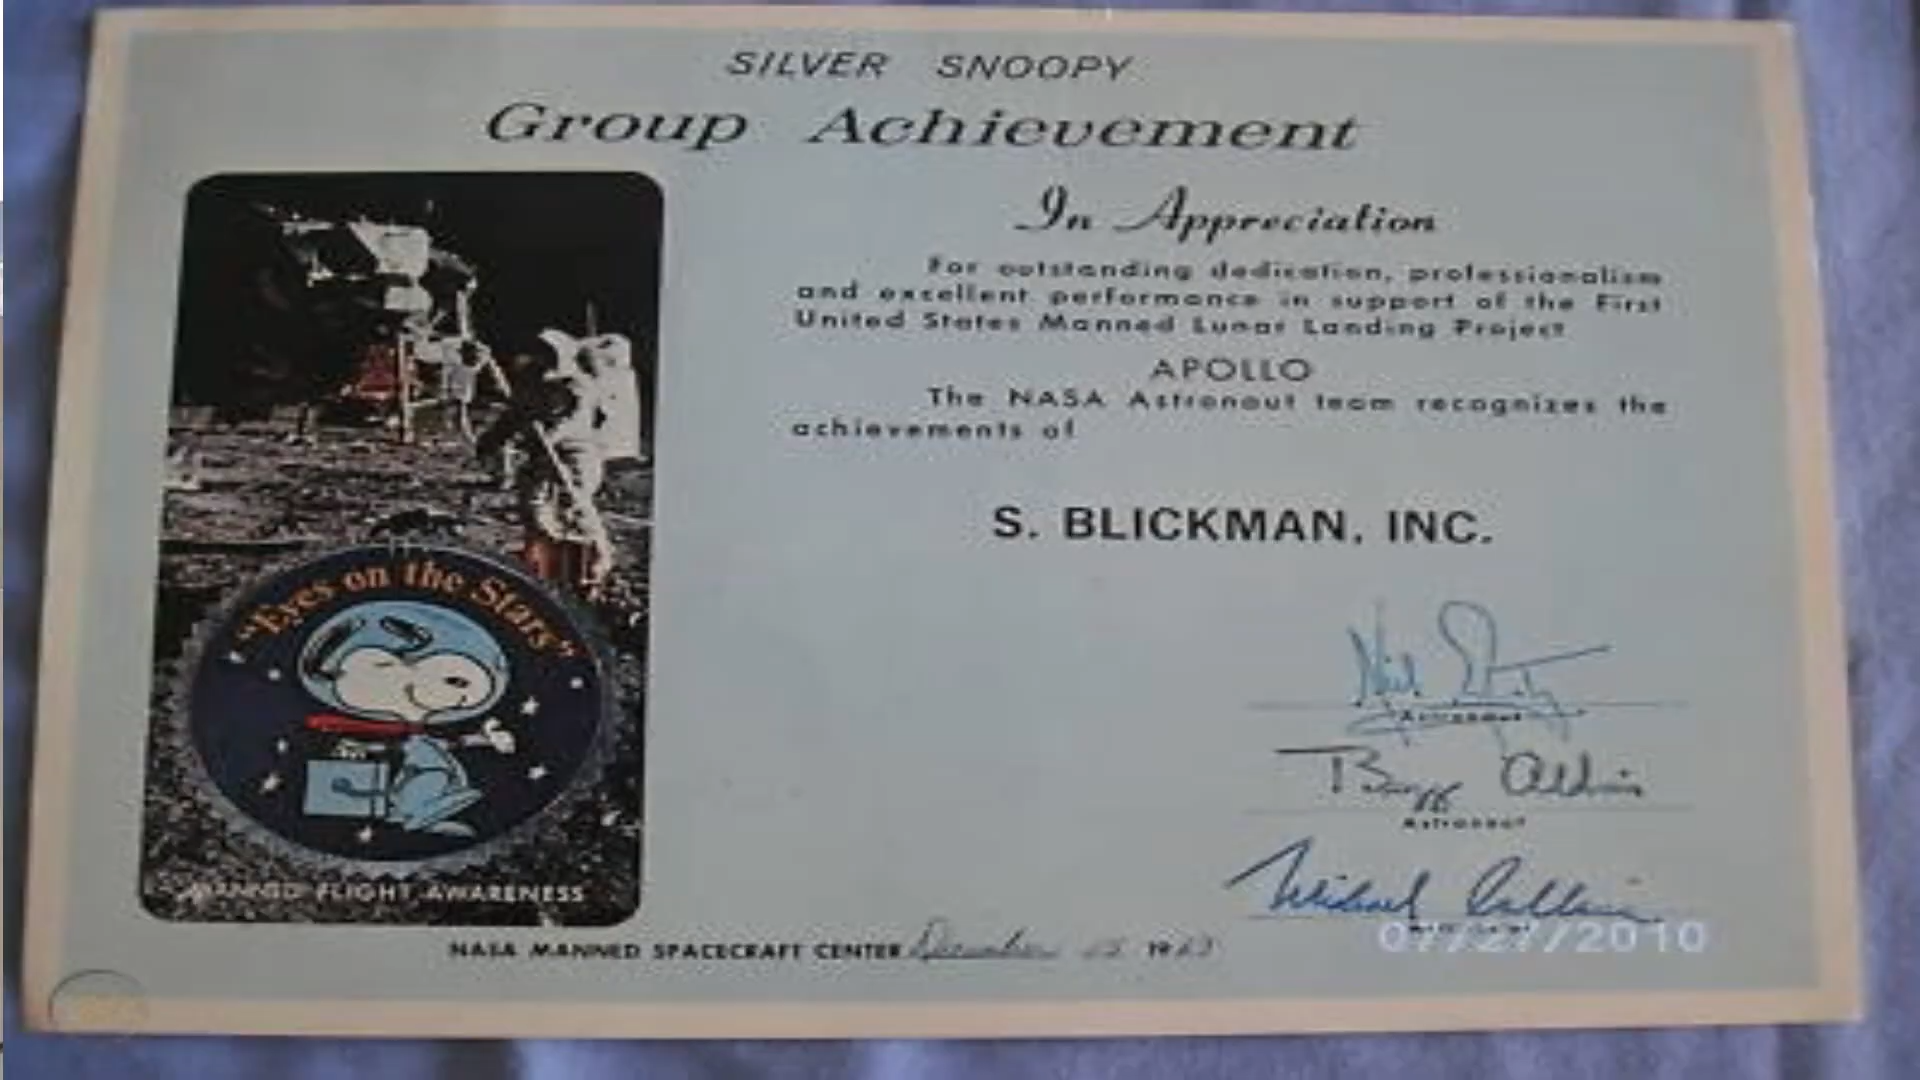 SILVER SNOOPY
Group Achievement
In Appreciation
For outstanding dedication, professionalism
and excellent performance in support of the First
United States Manned Lunar Landing Project
APOLLO
The NASA Astronaut team recognizes the
achievements of
S. BLICKMAN, INC.
"Eyes on the Stars"
MANNED FLIGHT AWARENESS
Astronaut
Buzz Aldrin
Astronaut
Michael Collins
NASA MANNED SPACECRAFT CENTER December 19
07/27/2010